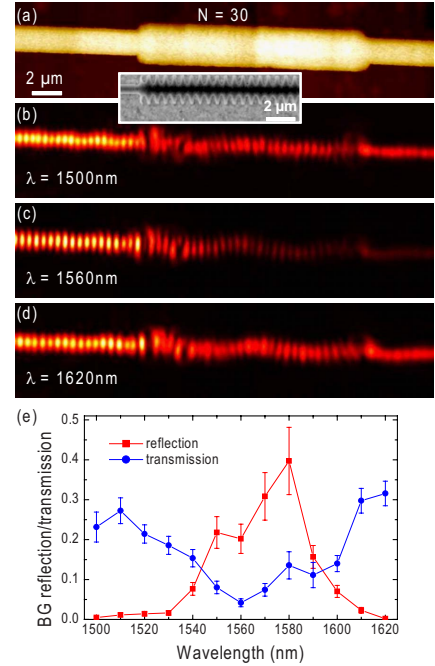 (a)
N = 30
2 µm
2 µm
(b)
λ = 1500nm
(c)
λ = 1560nm
(d)
λ = 1620nm
(e)
0.5
0.4
0.3
0.2
0.1
0.0
BG reflection/transmission
reflection
transmission
1500 1520 1540 1560 1580 1600 1620
Wavelength (nm)